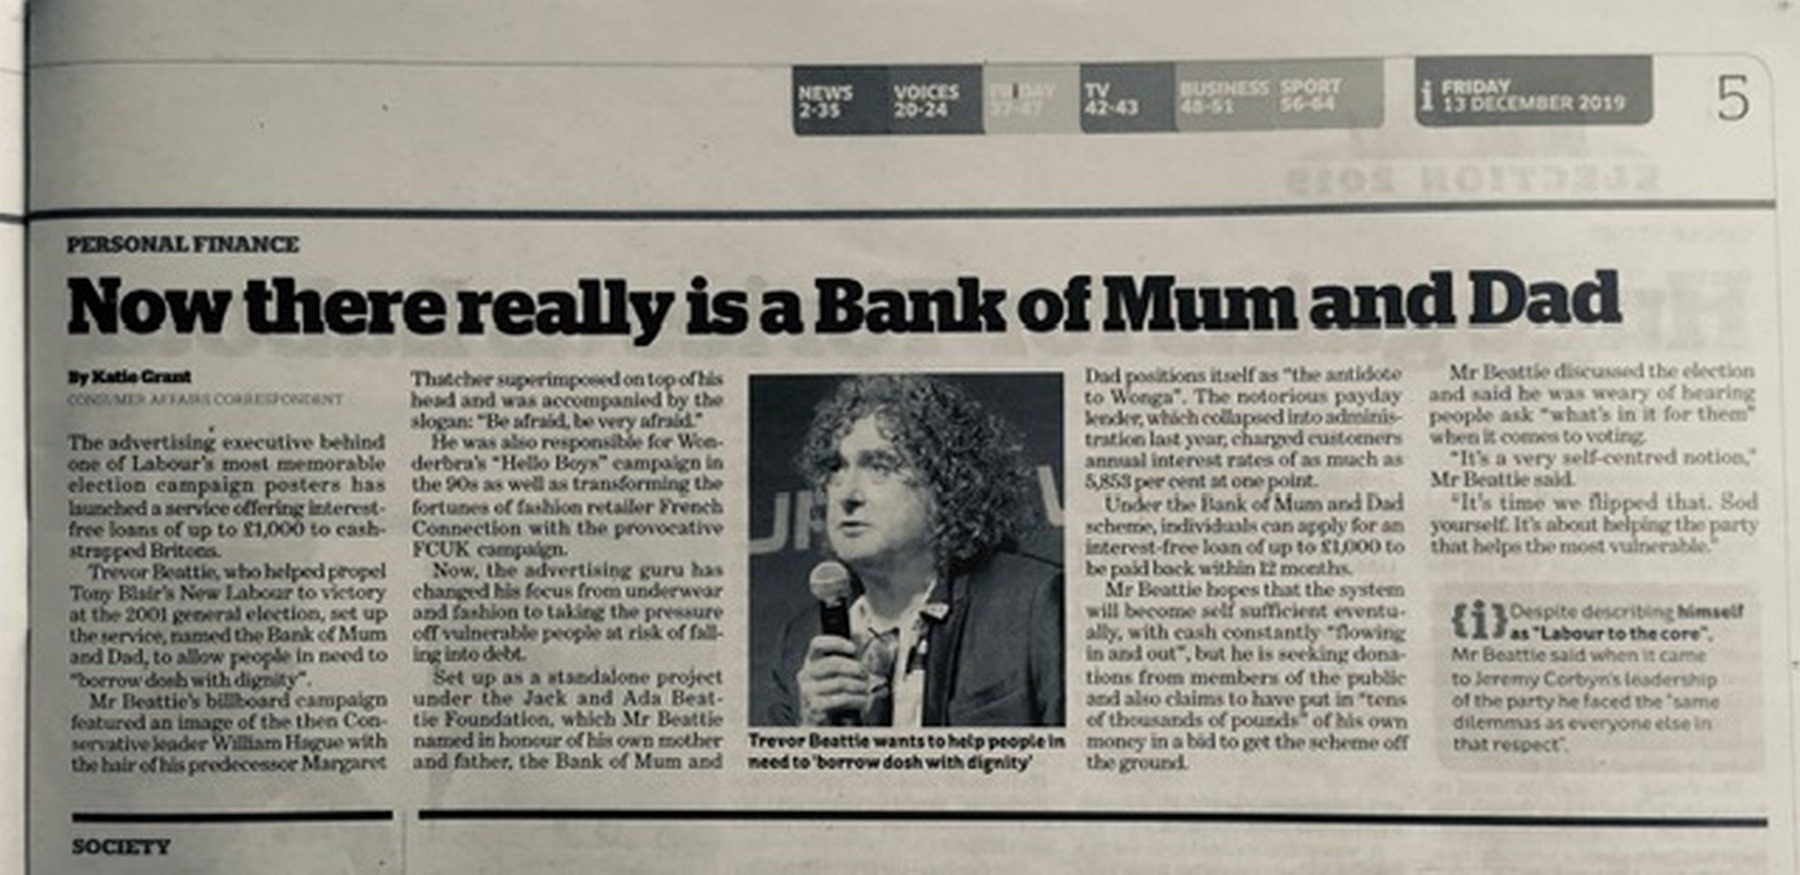 NEWS
2-35
VOICES
20-24
FRIDAY
37-47
TV
42-43
BUSINESS
48-51
SPORT
56-64
i FRIDAY
13 DECEMBER 2019
5
ELECTION 2019
PERSONAL FINANCE
Now there really is a Bank of Mum and Dad
By Katie Grant
CONSUMER AFFAIRS CORRESPONDENT
The advertising executive behind
one of Labour's most memorable
election campaign posters has
launched a service offering interest-
free loans of up to £1,000 to cash-
strapped Britons.
Trevor Beattie, who helped propel
Tony Blair's New Labour to victory
at the 2001 general election, set up
the service, named the Bank of Mum
and Dad, to allow people in need to
"borrow dosh with dignity".
Mr Beattie's billboard campaign
featured an image of the then Con-
servative leader William Hague with
the hair of his predecessor Margaret
Thatcher superimposed on top of his
head and was accompanied by the
slogan: "Be afraid, be very afraid."
He was also responsible for Won-
derbra's "Hello Boys" campaign in
the 90s as well as transforming the
fortunes of fashion retailer French
Connection with the provocative
FCUK campaign.
Now, the advertising guru has
changed his focus from underwear
and fashion to taking the pressure
off vulnerable people at risk of fall-
ing into debt.
Set up as a standalone project
under the Jack and Ada Beat-
tie Foundation, which Mr Beattie
named in honour of his own mother
and father, the Bank of Mum and
Trevor Beattie wants to help people in
need to 'borrow dosh with dignity'
Dad positions itself as "the antidote
to Wonga". The notorious payday
lender, which collapsed into adminis-
tration last year, charged customers
annual interest rates of as much as
5,853 per cent at one point.
Under the Bank of Mum and Dad
scheme, individuals can apply for an
interest-free loan of up to £1,000 to
be paid back within 12 months.
Mr Beattie hopes that the system
will become self sufficient eventu-
ally, with cash constantly "flowing
in and out", but he is seeking dona-
tions from members of the public
and also claims to have put in "tens
of thousands of pounds" of his own
money in a bid to get the scheme off
the ground.
Mr Beattie discussed the election
and said he was weary of hearing
people ask "what's in it for them"
when it comes to voting.
"It's a very self-centred notion,"
Mr Beattie said.
"It's time we flipped that. Sod
yourself. It's about helping the party
that helps the most vulnerable."
{i} Despite describing himself
as "Labour to the core",
Mr Beattie said when it came
to Jeremy Corbyn's leadership
of the party he faced the "same
dilemmas as everyone else in
that respect".
SOCIETY